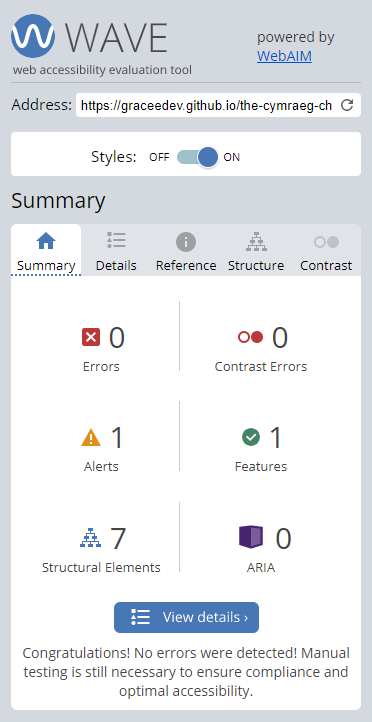 WAVE
web accessibility evaluation tool
powered by
WebAIM
Address: https://graceedev.github.io/the-cymraeg-ch
Styles: OFF ON
Summary
Summary Details Reference Structure Contrast
0 0
Errors Contrast Errors
1 1
Alerts Features
7 0
Structural Elements ARIA
View details ›
Congratulations! No errors were detected! Manual
testing is still necessary to ensure compliance and
optimal accessibility.